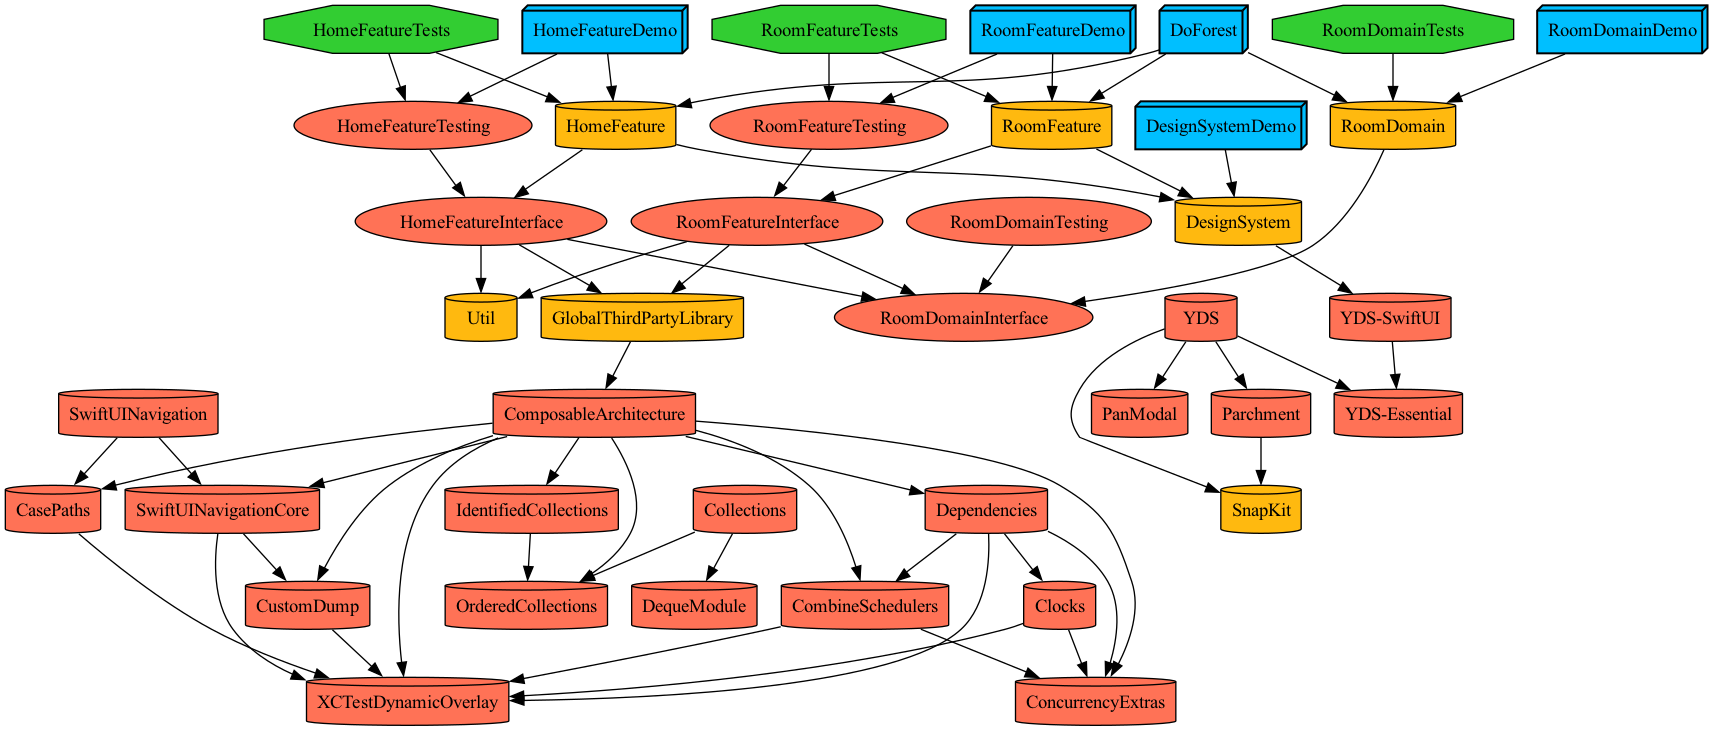 HomeFeatureTests
HomeFeatureDemo
RoomFeatureTests
RoomFeatureDemo
DoForest
RoomDomainTests
RoomDomainDemo
HomeFeatureTesting
HomeFeature
RoomFeatureTesting
RoomFeature
DesignSystemDemo
RoomDomain
HomeFeatureInterface
RoomFeatureInterface
RoomDomainTesting
DesignSystem
Util
GlobalThirdPartyLibrary
RoomDomainInterface
YDS
YDS-SwiftUI
SwiftUINavigation
ComposableArchitecture
PanModal
Parchment
YDS-Essential
CasePaths
SwiftUINavigationCore
IdentifiedCollections
Collections
Dependencies
SnapKit
CustomDump
OrderedCollections
DequeModule
CombineSchedulers
Clocks
XCTestDynamicOverlay
ConcurrencyExtras